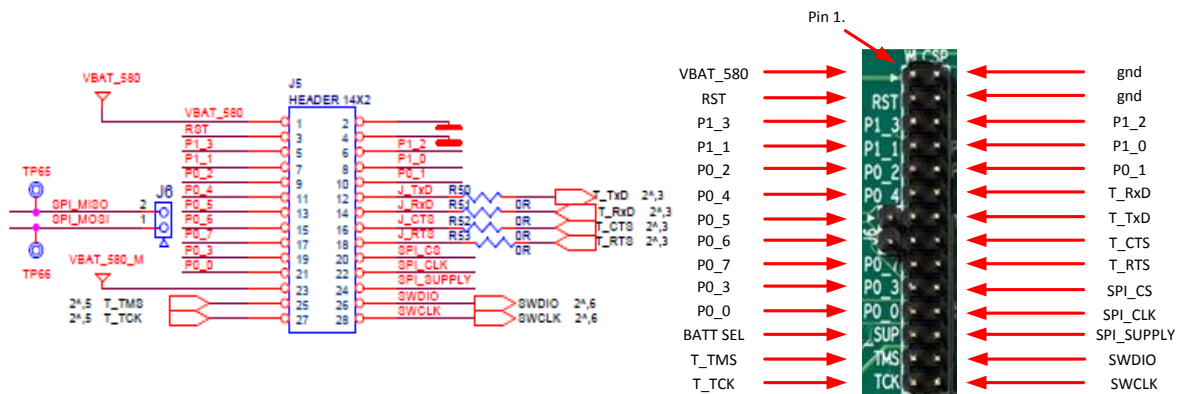 VBAT_580
J5
HEADER 14X2
VBAT_580 1 2
RST 3 4
P1_3 5 6 P1_2
P1_1 7 8 P1_0
P0_2 9 10 P0_1
P0_4 11 12 J_TxD R50 T_TxD 2^,3
P0_5 13 14 J_RxD R51 0R T_RxD 2^,3
P0_6 15 16 J_CTS R52 0R T_CTS 2^,3
P0_7 17 18 J_RTS R53 0R T_RTS 2^,3
0R
P0_3 19 20 SPI_CS
P0_0 21 22 SPI_CLK
23 24 SPI_SUPPLY
2^,5 T_TMS 25 26 SWDIO SWDIO 2^,6
2^,5 T_TCK 27 28 SWCLK SWCLK 2^,6
TP65
J6
SPI_MISO 2
SPI_MOSI 1
TP66
VBAT_580_M
Pin 1.
VBAT_580
RST
P1_3
P1_1
P0_2
P0_4
P0_5
P0_6
P0_7
P0_3
P0_0
BATT SEL
T_TMS
T_TCK
RST
P1_3
P1_1
P0_2
P0_4
J6
P0_3
P0_0
SUP
TMS
TCK
gnd
gnd
P1_2
P1_0
P0_1
T_RxD
T_TxD
T_CTS
T_RTS
SPI_CS
SPI_CLK
SPI_SUPPLY
SWDIO
SWCLK